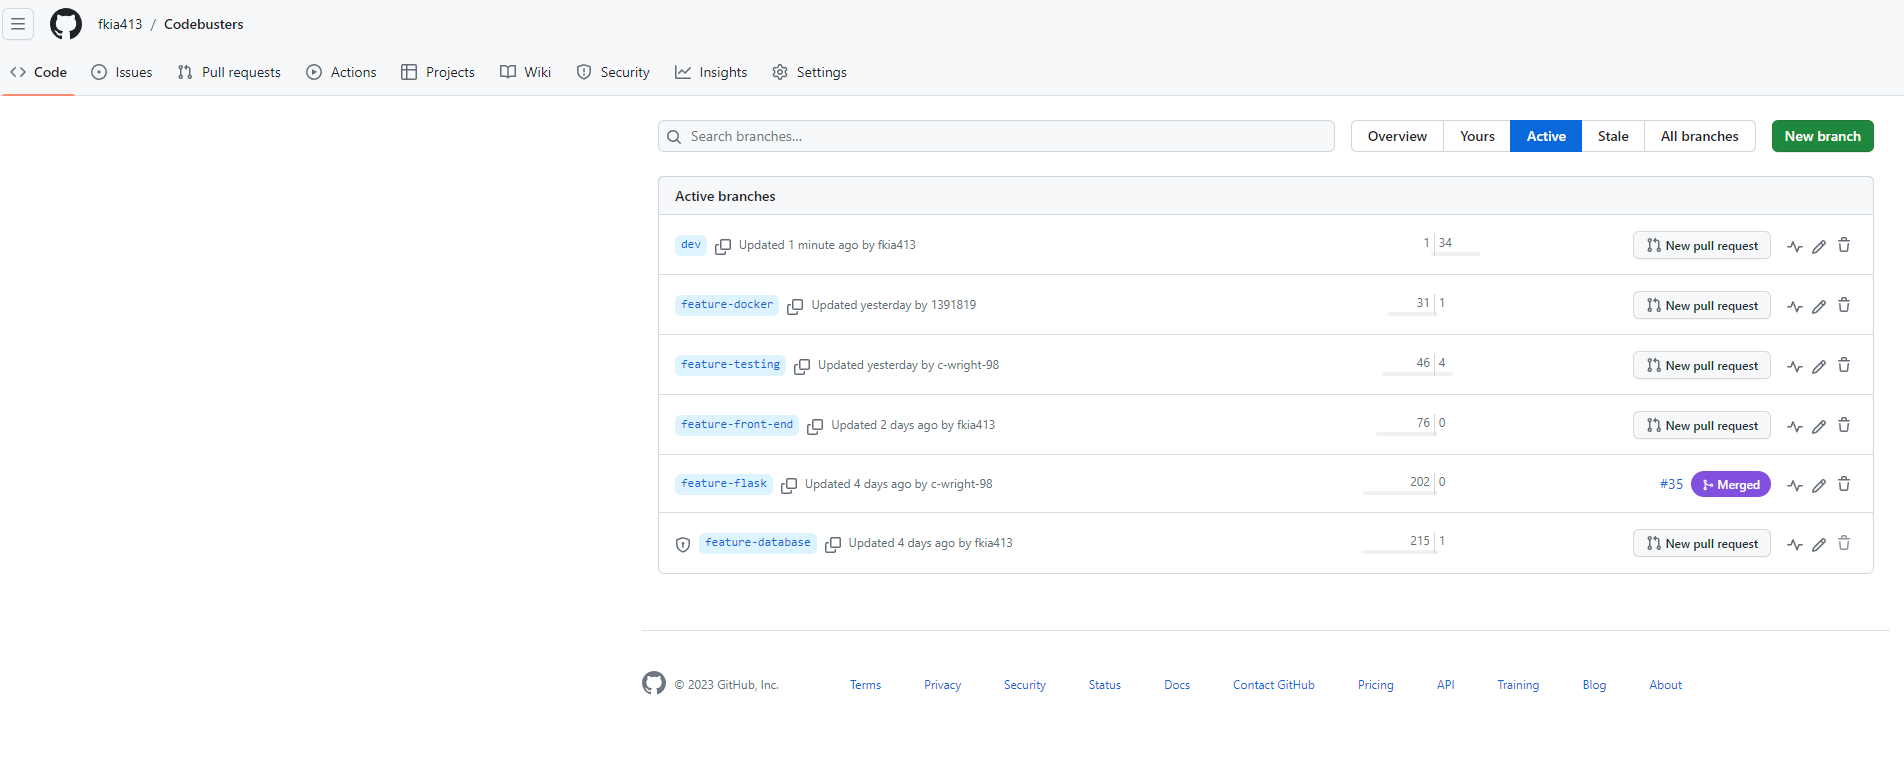 fkia413 / Codebusters
Code Issues Pull requests Actions Projects Wiki Security Insights Settings
Search branches... Overview Yours Active Stale All branches New branch
Active branches
dev Updated 1 minute ago by fkia413 1 34 New pull request
feature-docker Updated yesterday by 1391819 31 1 New pull request
feature-testing Updated yesterday by c-wright-98 46 4 New pull request
feature-front-end Updated 2 days ago by fkia413 76 0 New pull request
feature-flask Updated 4 days ago by c-wright-98 202 0 #35 Merged
feature-database Updated 4 days ago by fkia413 215 1 New pull request
© 2023 GitHub, Inc. Terms Privacy Security Status Docs Contact GitHub Pricing API Training Blog About